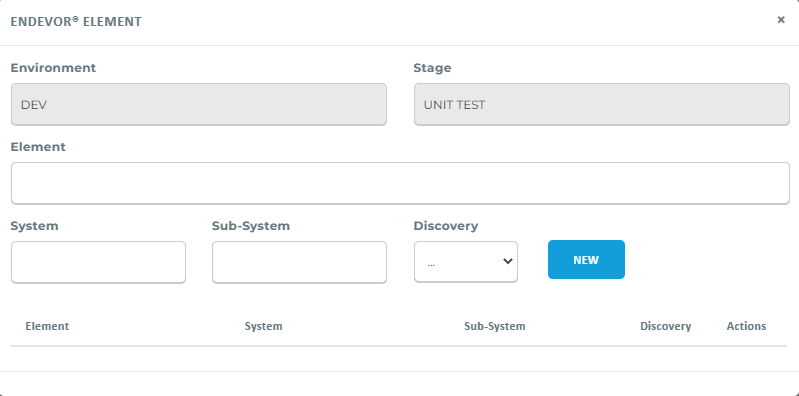 ENDEVOR® ELEMENT ×
Environment Stage
DEV UNIT TEST
Element
System Sub-System Discovery
... NEW
Element System Sub-System Discovery Actions